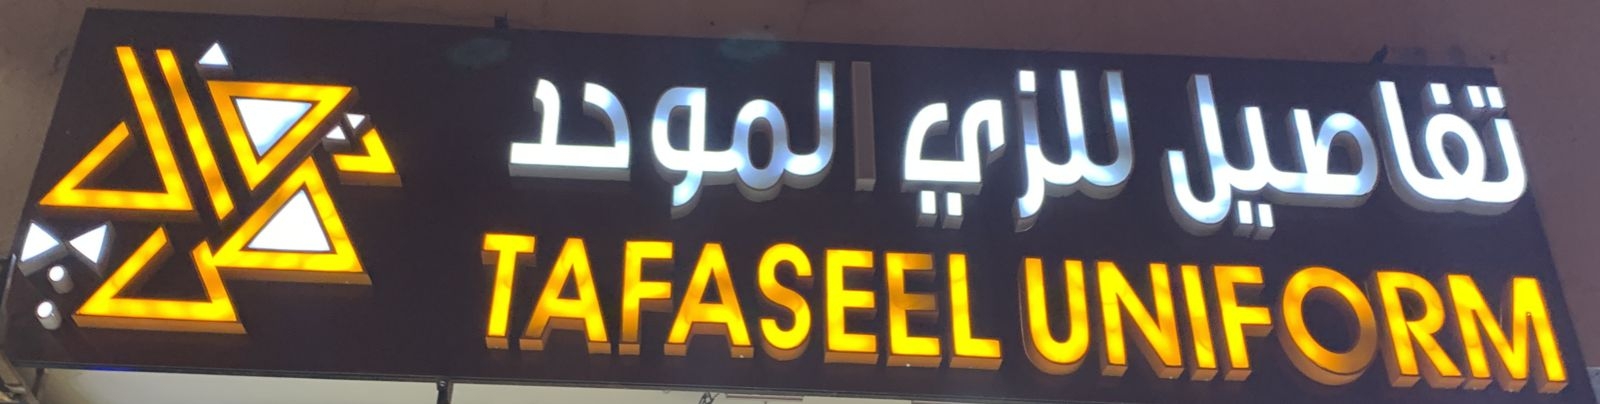 تفاصيل للزي الموحد
TAFASEEL UNIFORM